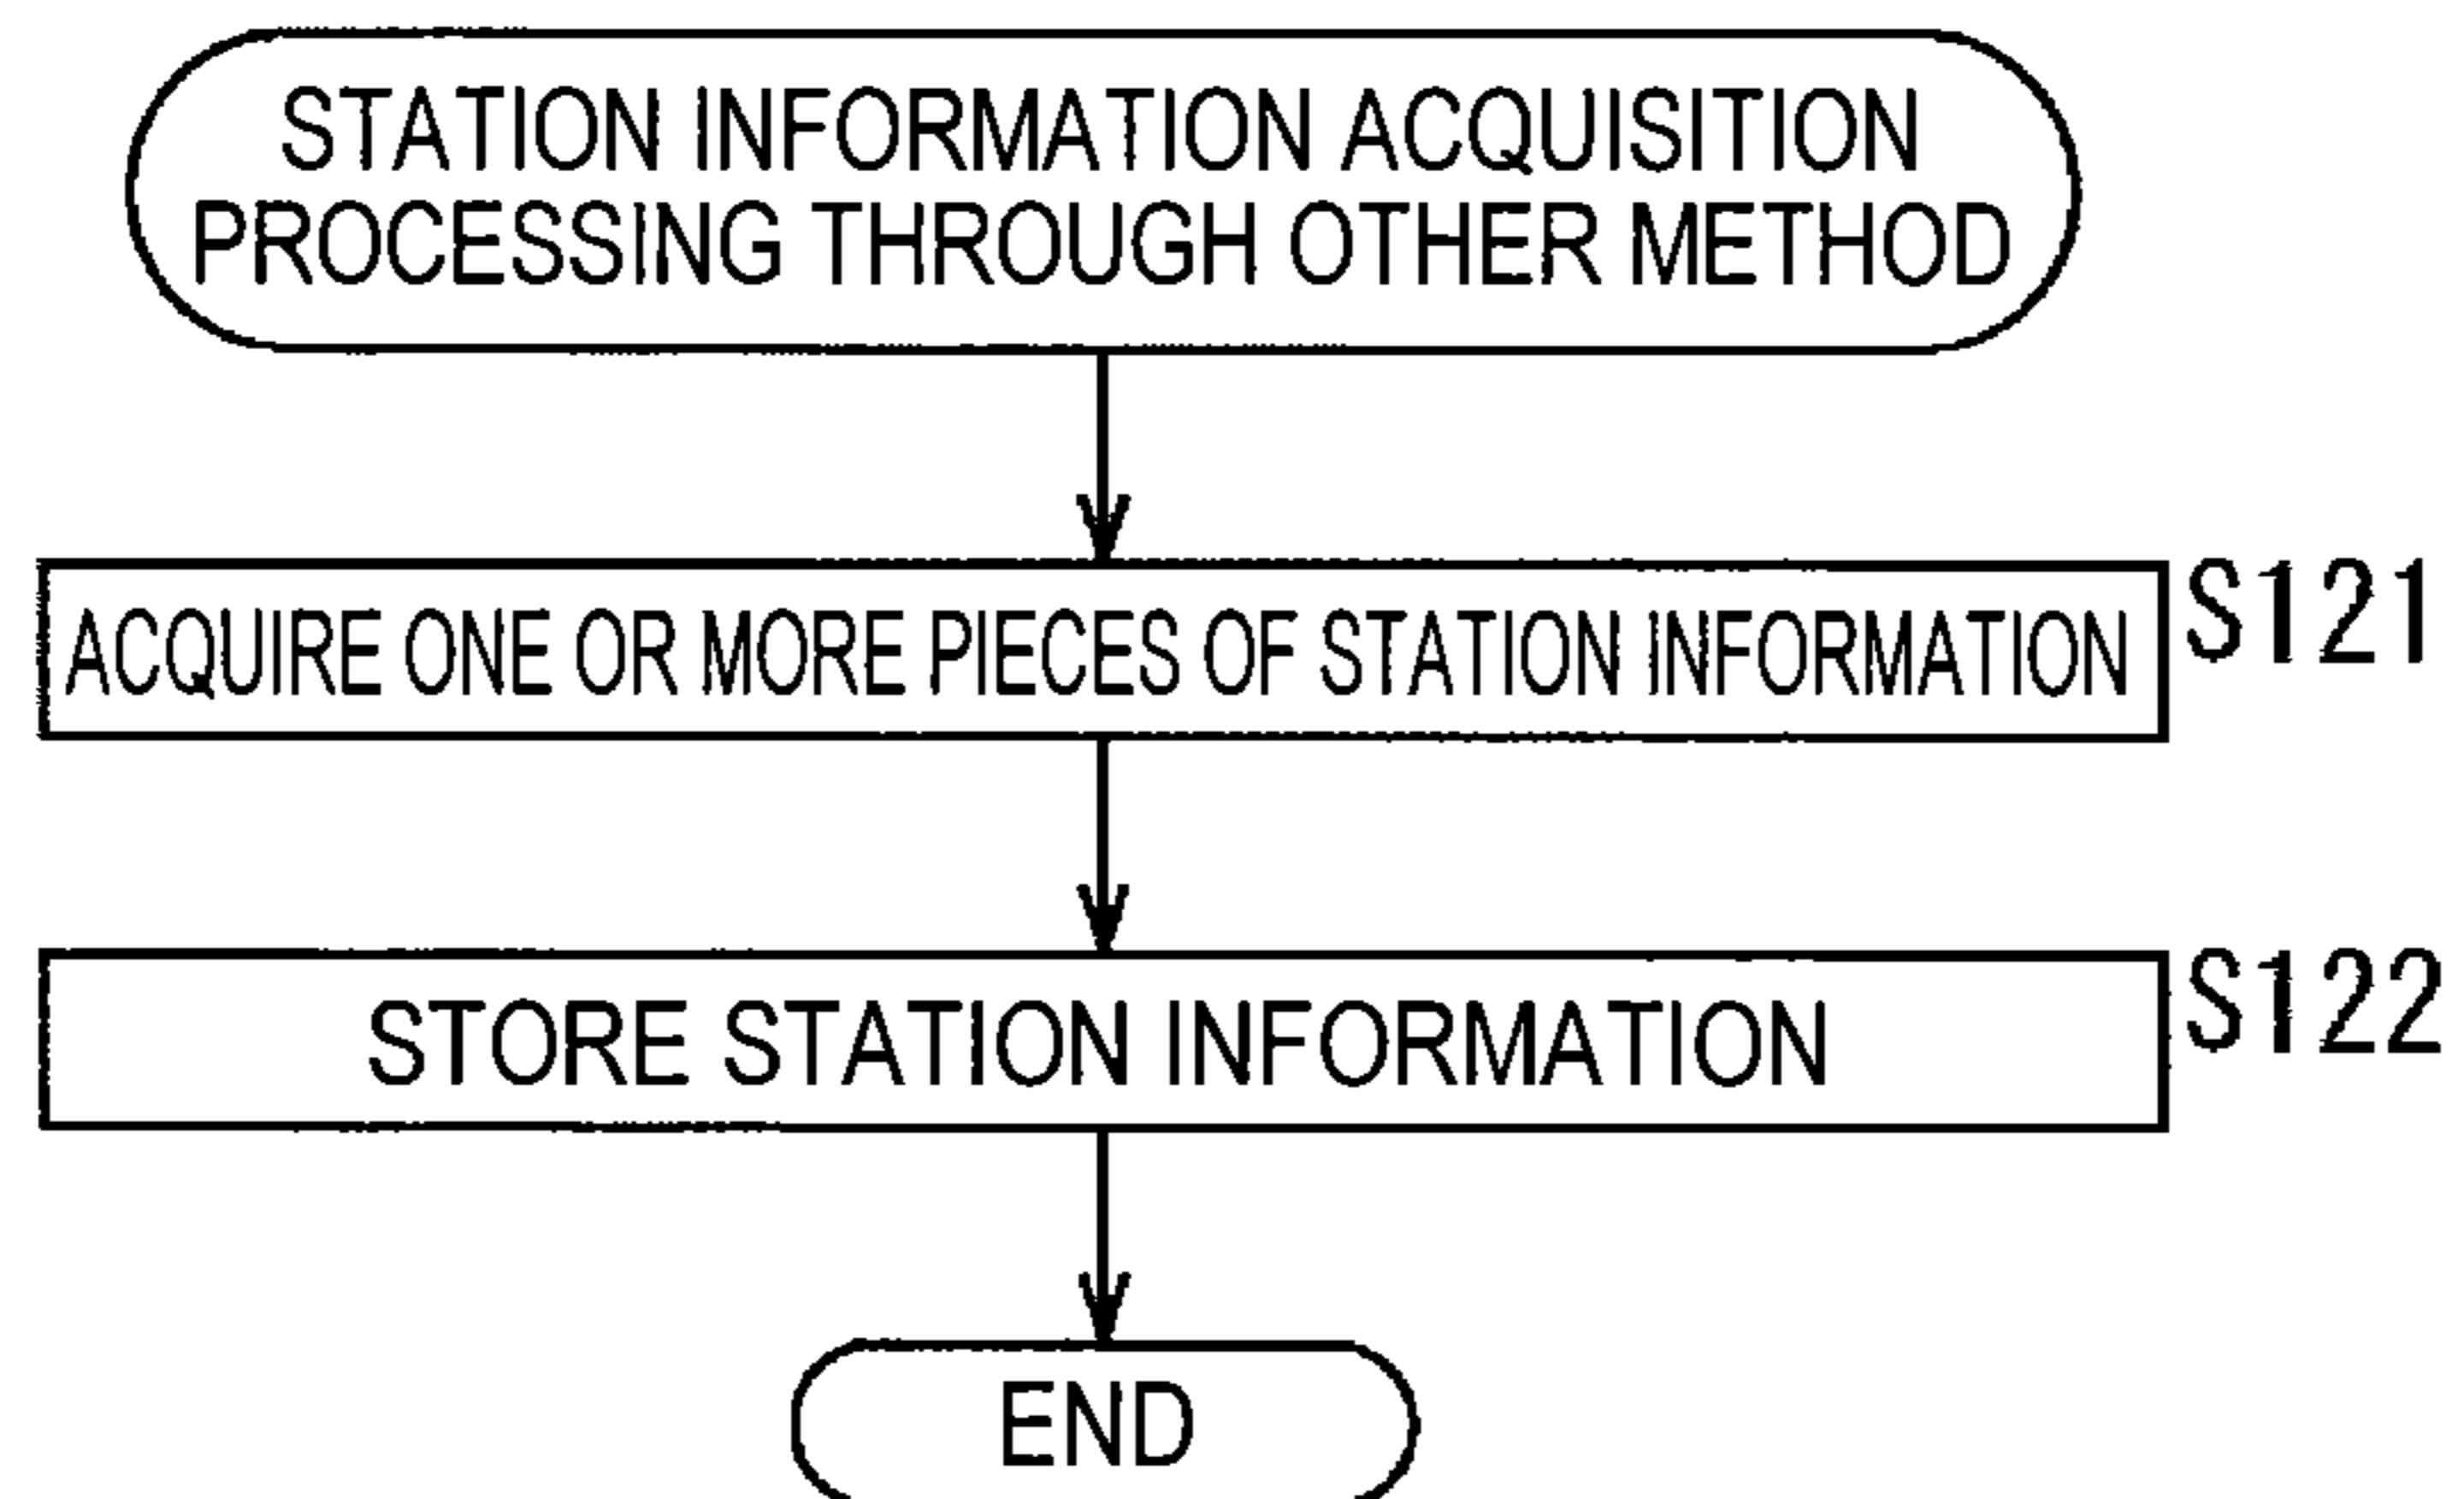 STATION INFORMATION ACQUISITION
PROCESSING THROUGH OTHER METHOD
ACQUIRE ONE OR MORE PIECES OF STATION INFORMATION
S121
STORE STATION INFORMATION
S122
END